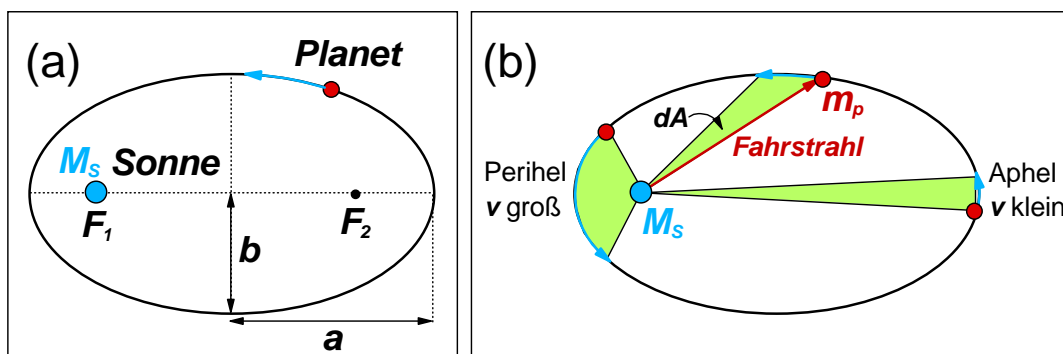 (a)
Planet
M_S Sonne
F_1
F_2
b
a
(b)
m_p
dA
Fahrstrahl
Perihel
v groß
M_S
Aphel
v klein